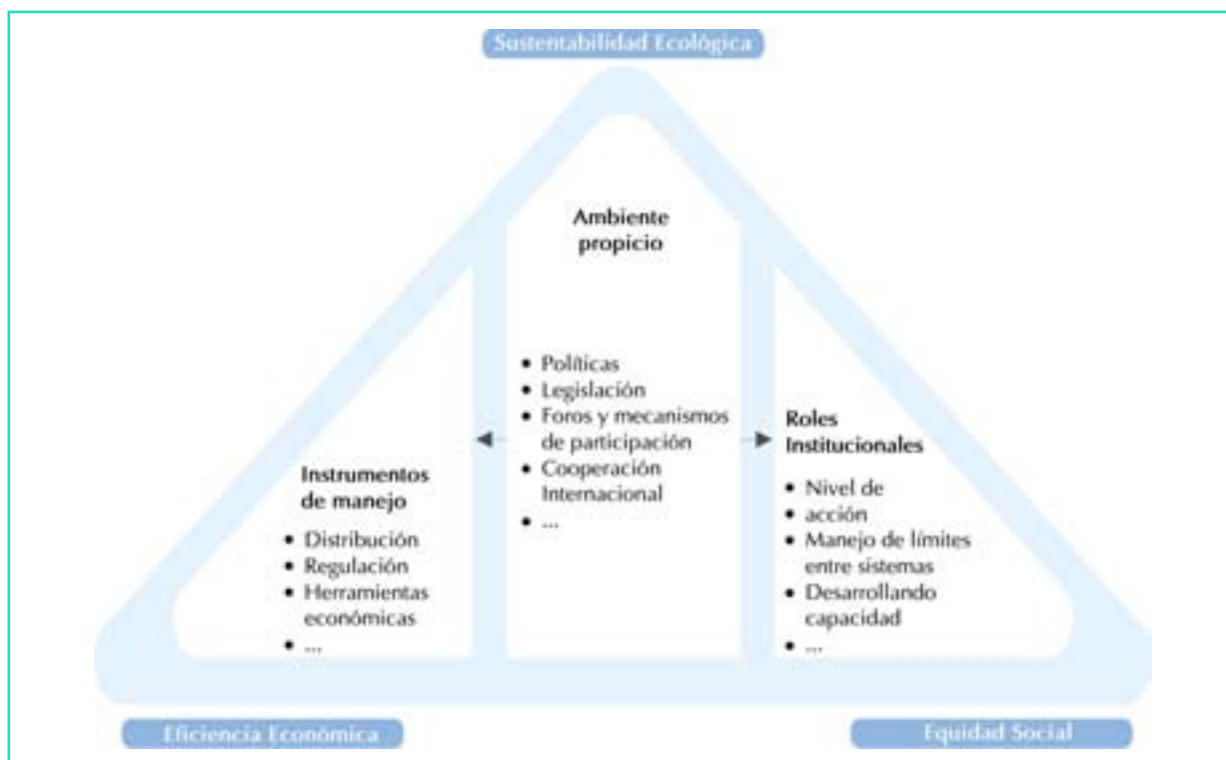 Sustentabilidad Ecológica
Ambiente
propicio
• Políticas
• Legislación
• Foros y mecanismos
de participación
• Cooperación
Internacional
• ...
Instrumentos
de manejo
• Distribución
• Regulación
• Herramientas
económicas
• ...
Roles
Institucionales
• Nivel de
• acción
• Manejo de límites
entre sistemas
• Desarrollando
capacidad
• ...
Eficiencia Económica
Equidad Social